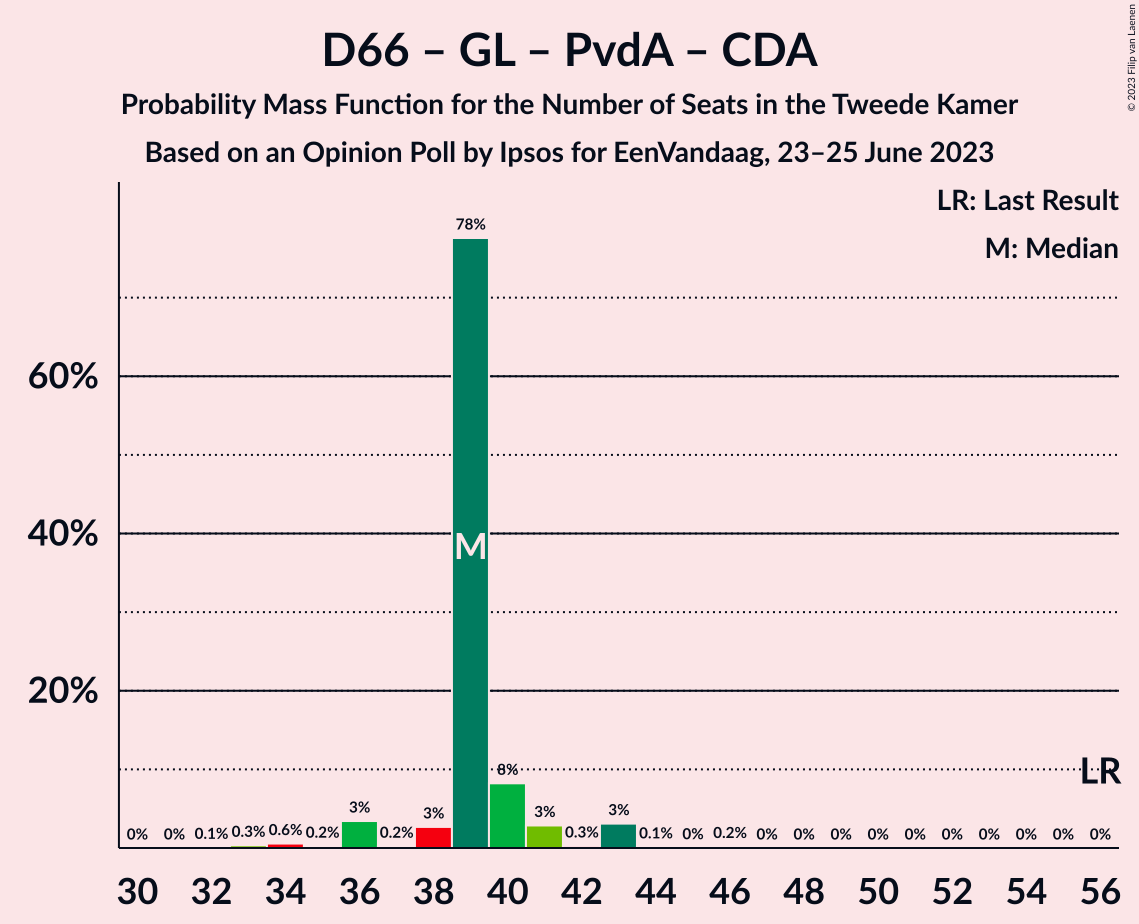 D66 – GL – PvdA – CDA
Probability Mass Function for the Number of Seats in the Tweede Kamer
Based on an Opinion Poll by Ipsos for EenVandaag, 23–25 June 2023
© 2023 Filip van Laenen
LR: Last Result
M: Median
60%
40%
20%
0% 0% 0.1% 0.3% 0.6% 0.2% 3% 0.2% 3% 78% 8% 3% 0.3% 3% 0.1% 0% 0.2% 0% 0% 0% 0% 0% 0% 0% 0% 0% 0%
M
LR
30 32 34 36 38 40 42 44 46 48 50 52 54 56